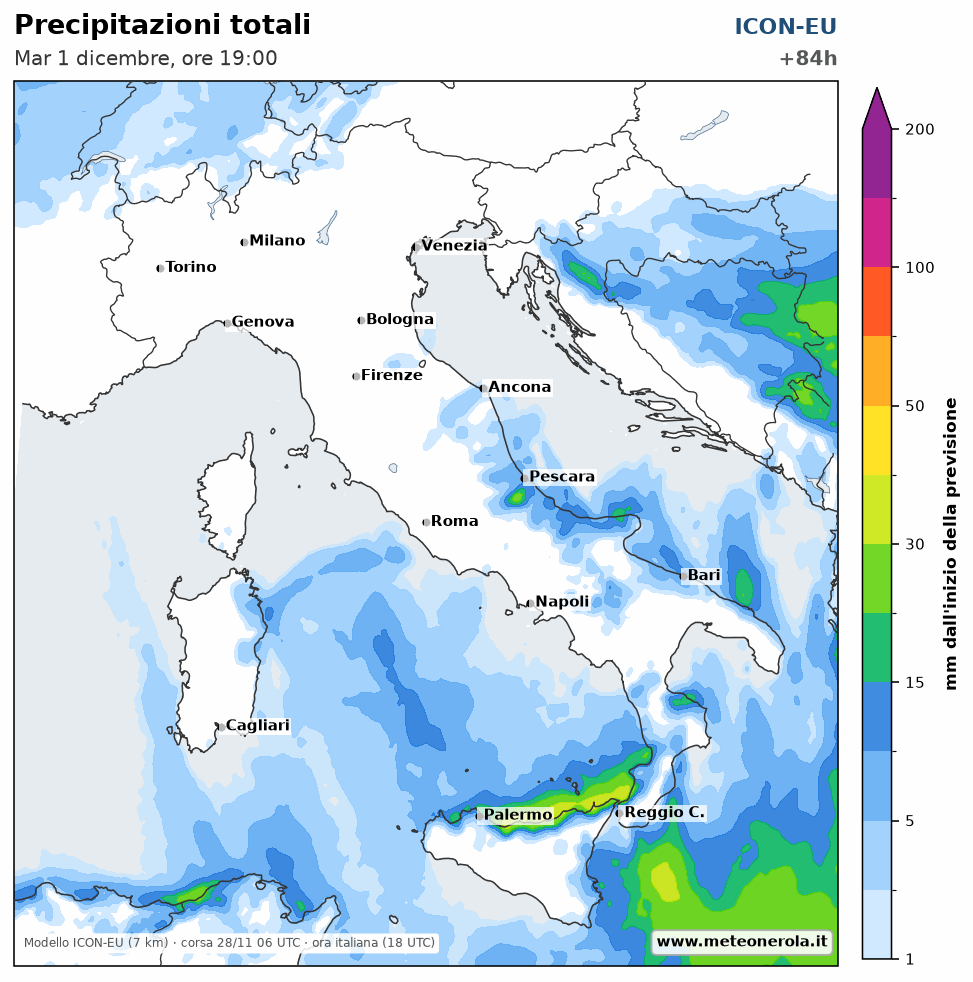 Precipitazioni totali
ICON-EU
Mar 1 dicembre, ore 19:00
+84h
Milano
Venezia
Torino
Genova
Bologna
Firenze
Ancona
Pescara
Roma
Bari
Napoli
Cagliari
Palermo
Reggio C.
200
100
50
30
15
5
1
mm dall'inizio della previsione
Modello ICON-EU (7 km) · corsa 28/11 06 UTC · ora italiana (18 UTC)
www.meteonerola.it